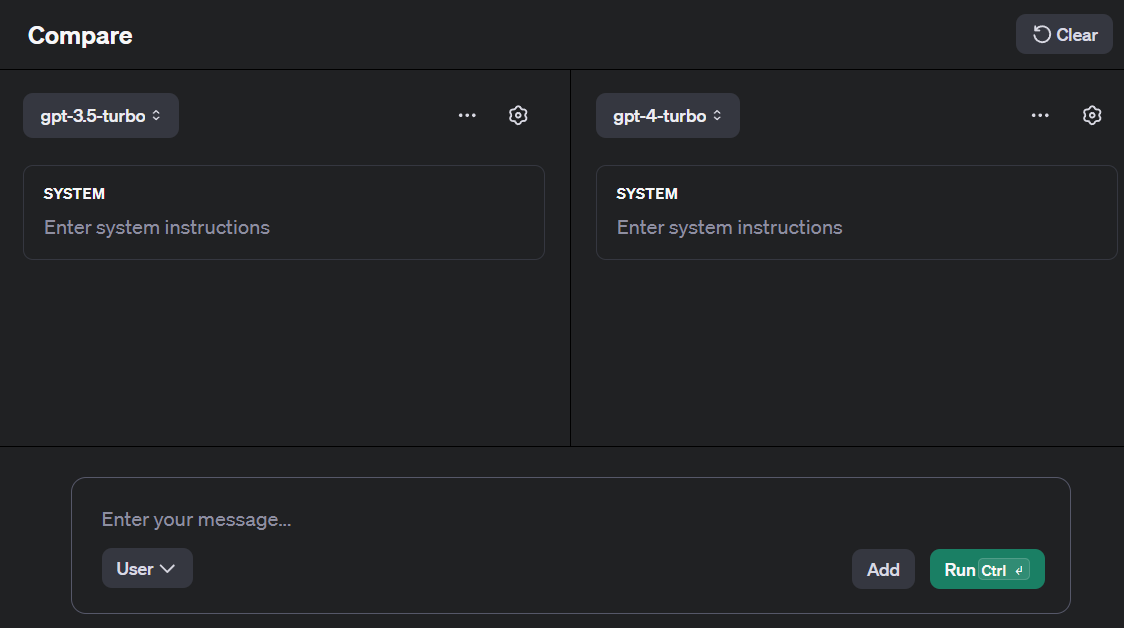 Compare
Clear
gpt-3.5-turbo
gpt-4-turbo
SYSTEM
Enter system instructions
SYSTEM
Enter system instructions
Enter your message...
User
Add
Run Ctrl ↵